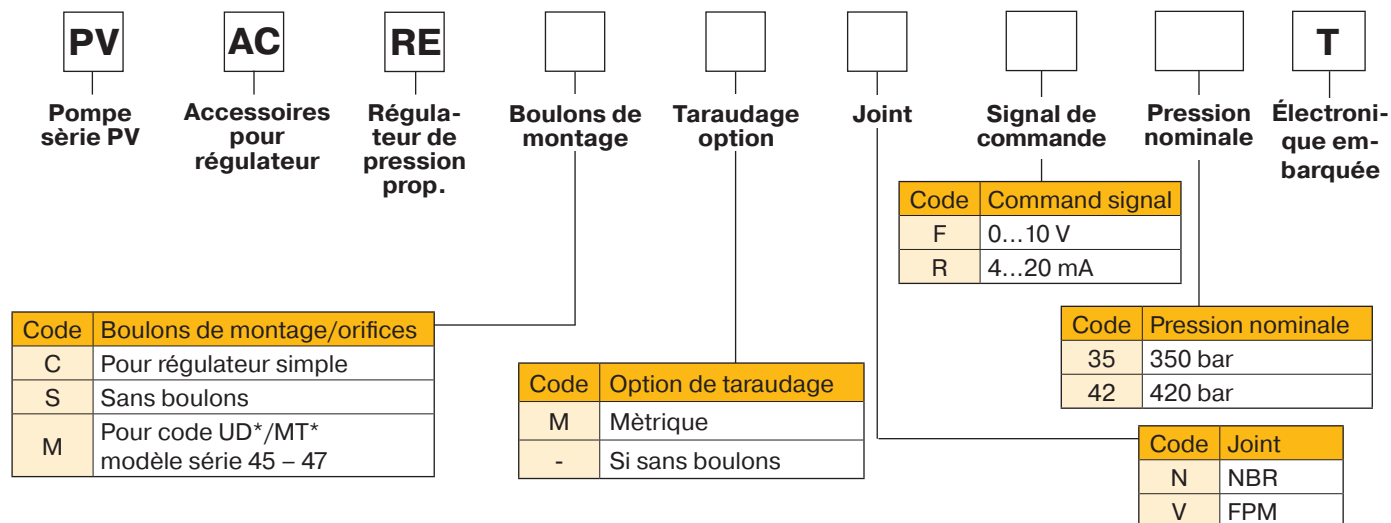 PV AC RE T
Pompe sèrie PV
Accessoires pour régulateur
Régula-
teur de
pression
prop.
Boulons de montage
Taraudage option
Joint
Signal de commande
Pression nominale
Électroni-
que em-
barquée
Code Command signal
F 0…10 V
R 4…20 mA
Code Boulons de montage/orifices
C Pour régulateur simple
S Sans boulons
M Pour code UD*/MT*
modèle série 45 – 47
Code Option de taraudage
M Mètrique
- Si sans boulons
Code Pression nominale
35 350 bar
42 420 bar
Code Joint
N NBR
V FPM